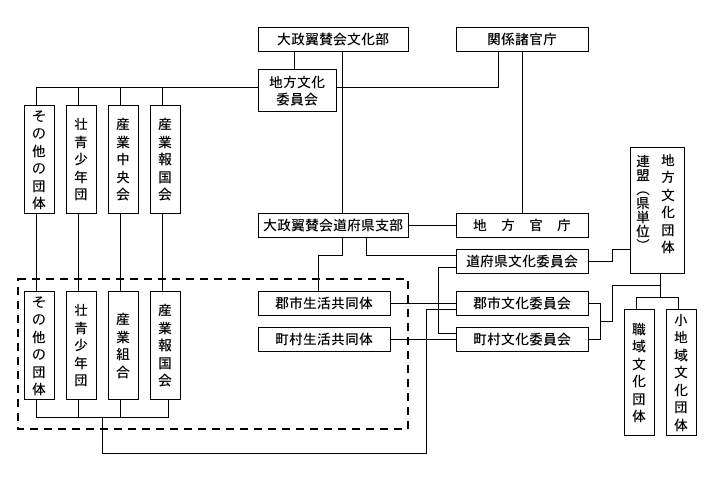 大政翼賛会文化部
関係諸官庁
地方文化
委員会
その他の団体
壮青少年団
産業中央会
産業報国会
地方文化団体
連盟（県単位）
大政翼賛会道府県支部
地方官庁
道府県文化委員会
その他の団体
壮青少年団
産業組合
産業報国会
郡市生活共同体
郡市文化委員会
町村生活共同体
町村文化委員会
職域文化団体
小地域文化団体